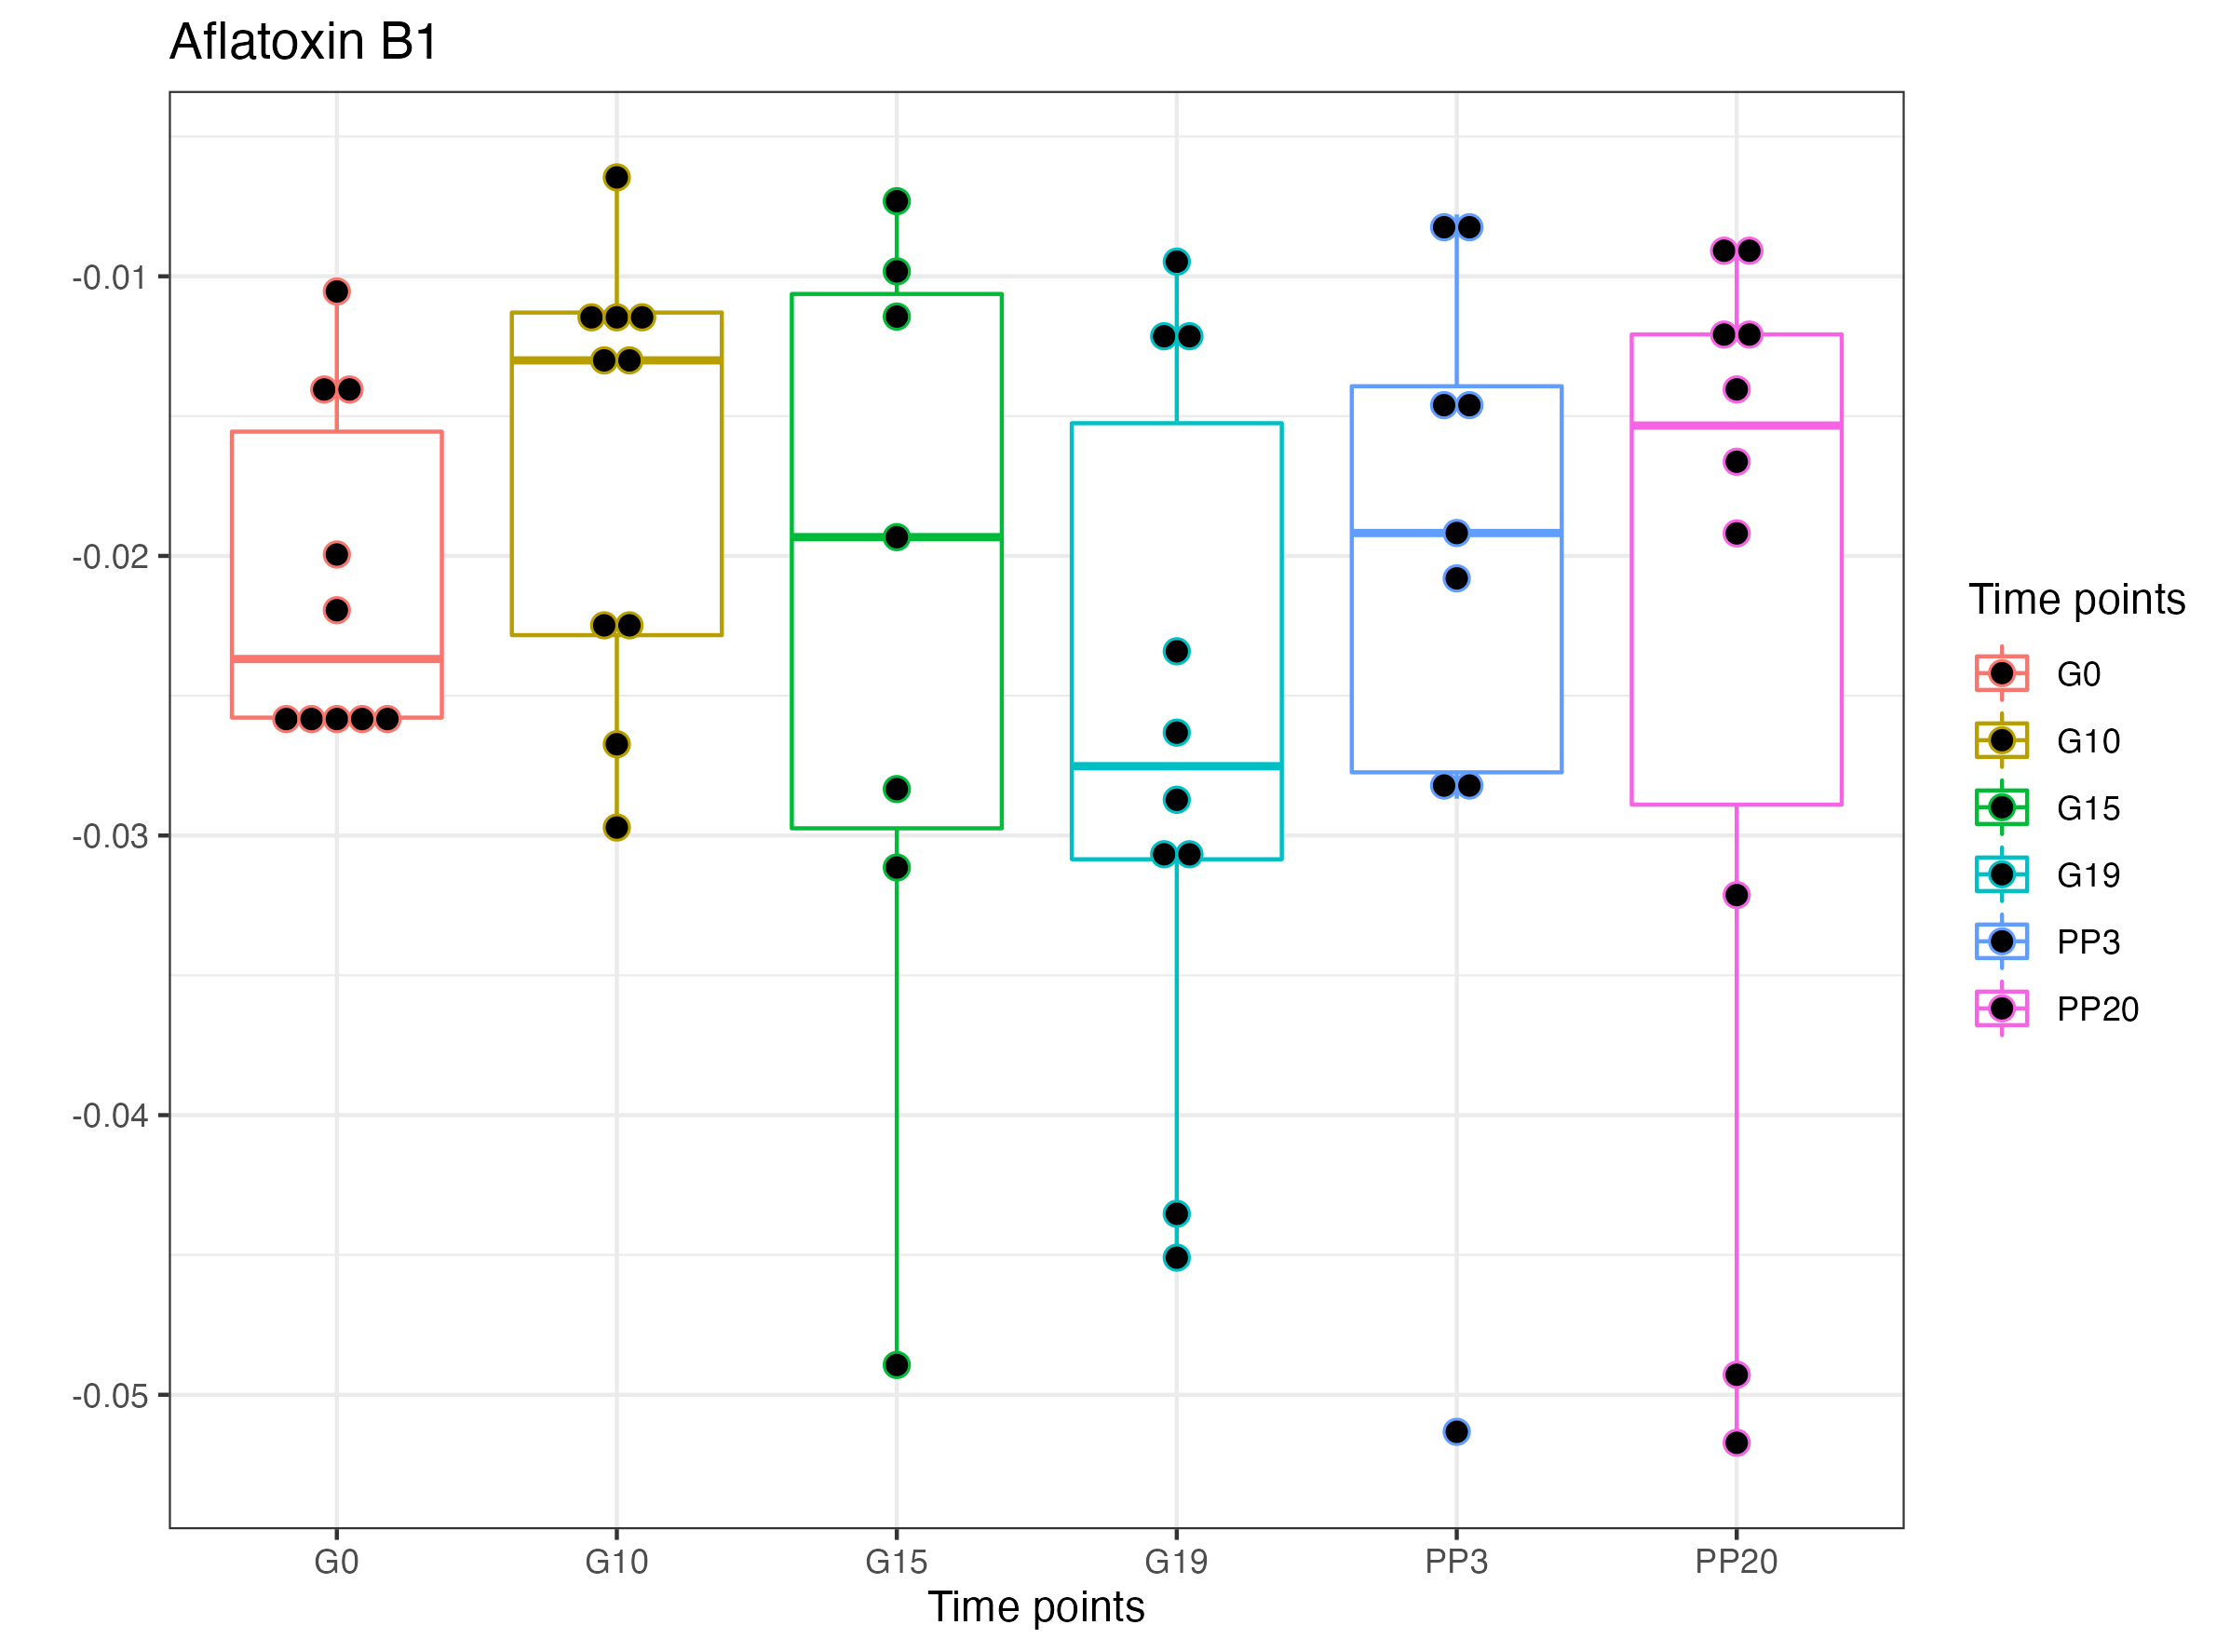 Aflatoxin B1
-0.01
-0.02
-0.03
-0.04
-0.05
G0 G10 G15 G19 PP3 PP20
Time points
Time points
G0
G10
G15
G19
PP3
PP20